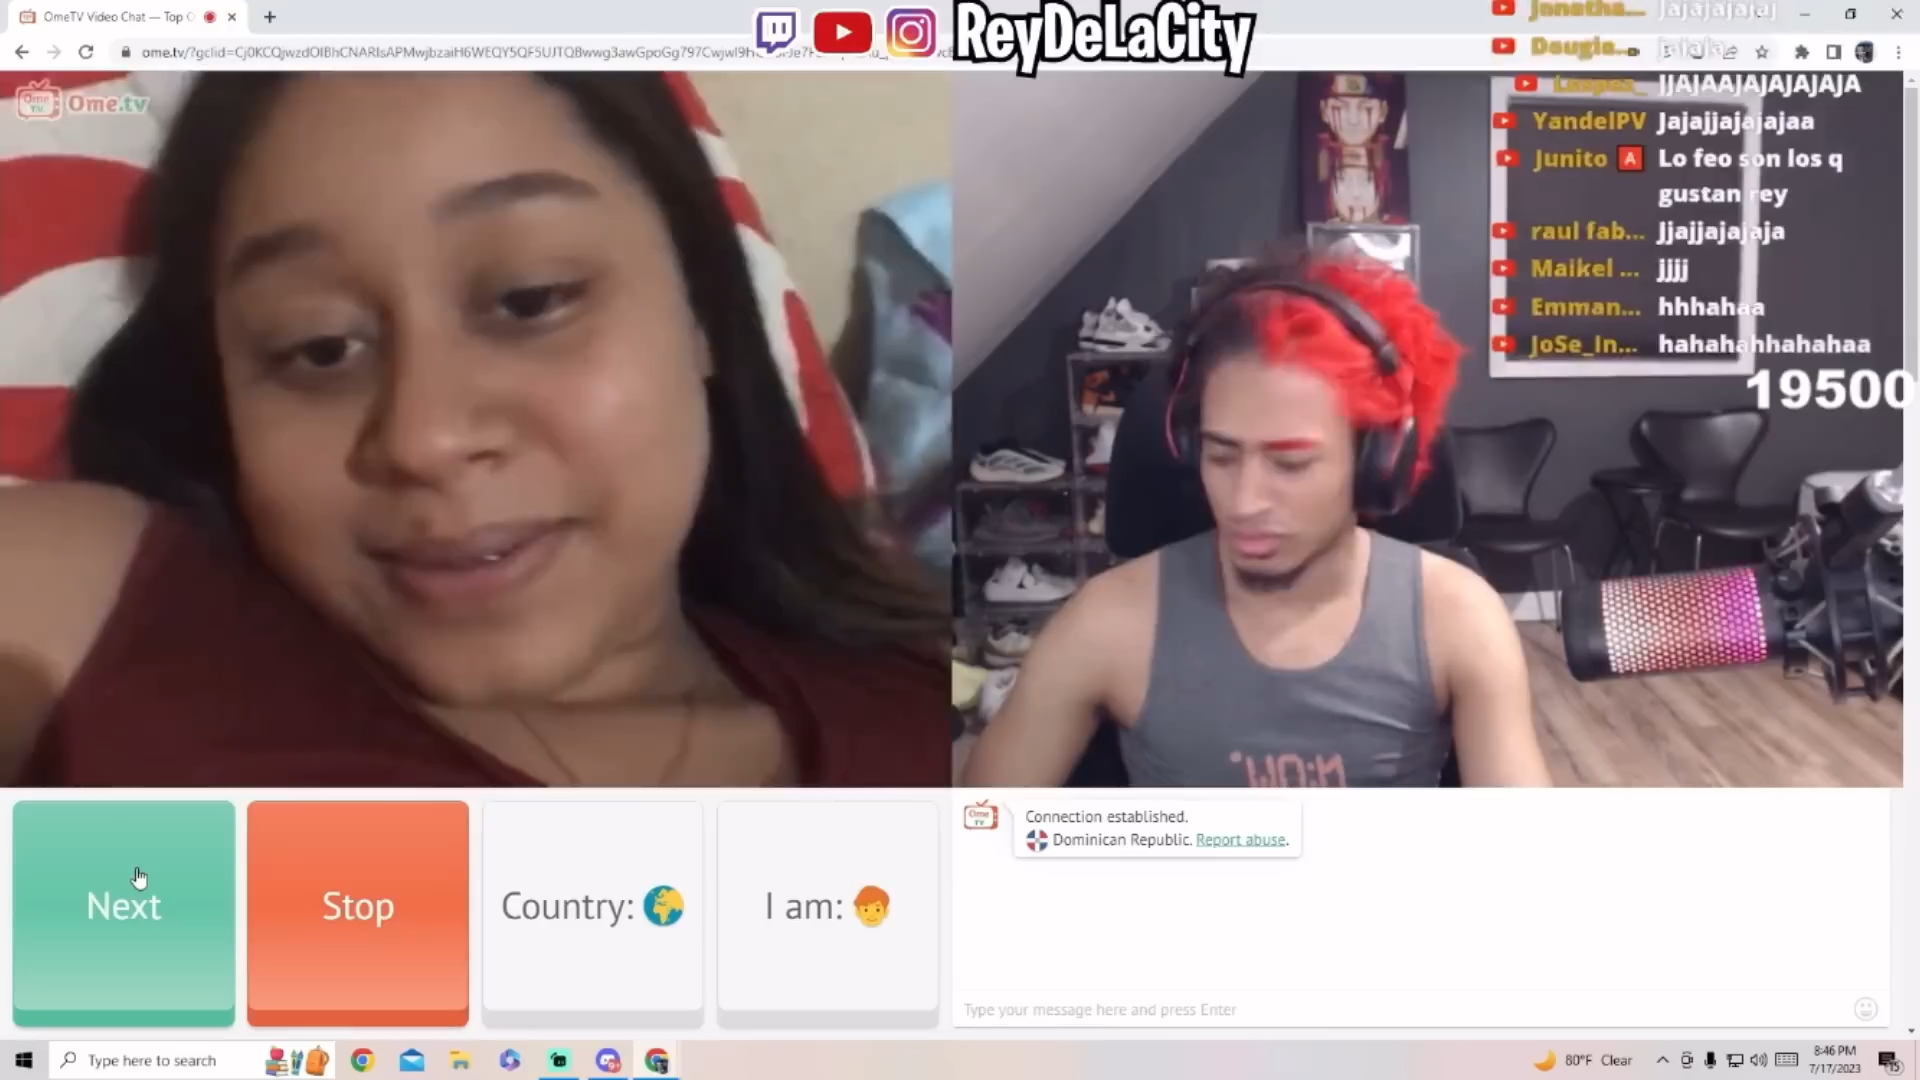 OmeTV Video Chat — Top
ReyDeLaCity
Ome.tv
JJAJAAJAJAJAJAJA
YandelPV Jajajjajajajaa
Junito A Lo feo son los q
gustan rey
raul fab... Jjajjajajaja
Maikel ... jjjj
Emman... hhhahaa
JoSe_In... hahahahhahahaa
19500
Connection established.
Dominican Republic. Report abuse.
Next
Stop
Country:
I am:
Type your message here and press Enter
Type here to search
80°F Clear
8:46 PM
7/17/2023